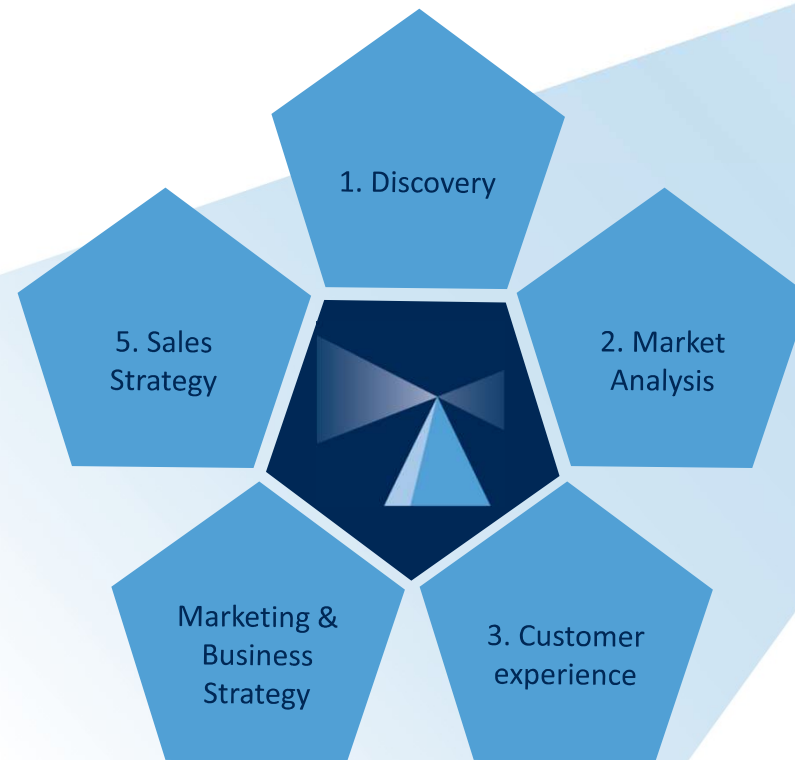 1. Discovery
2. Market
Analysis
3. Customer
experience
Marketing &
Business
Strategy
5. Sales
Strategy